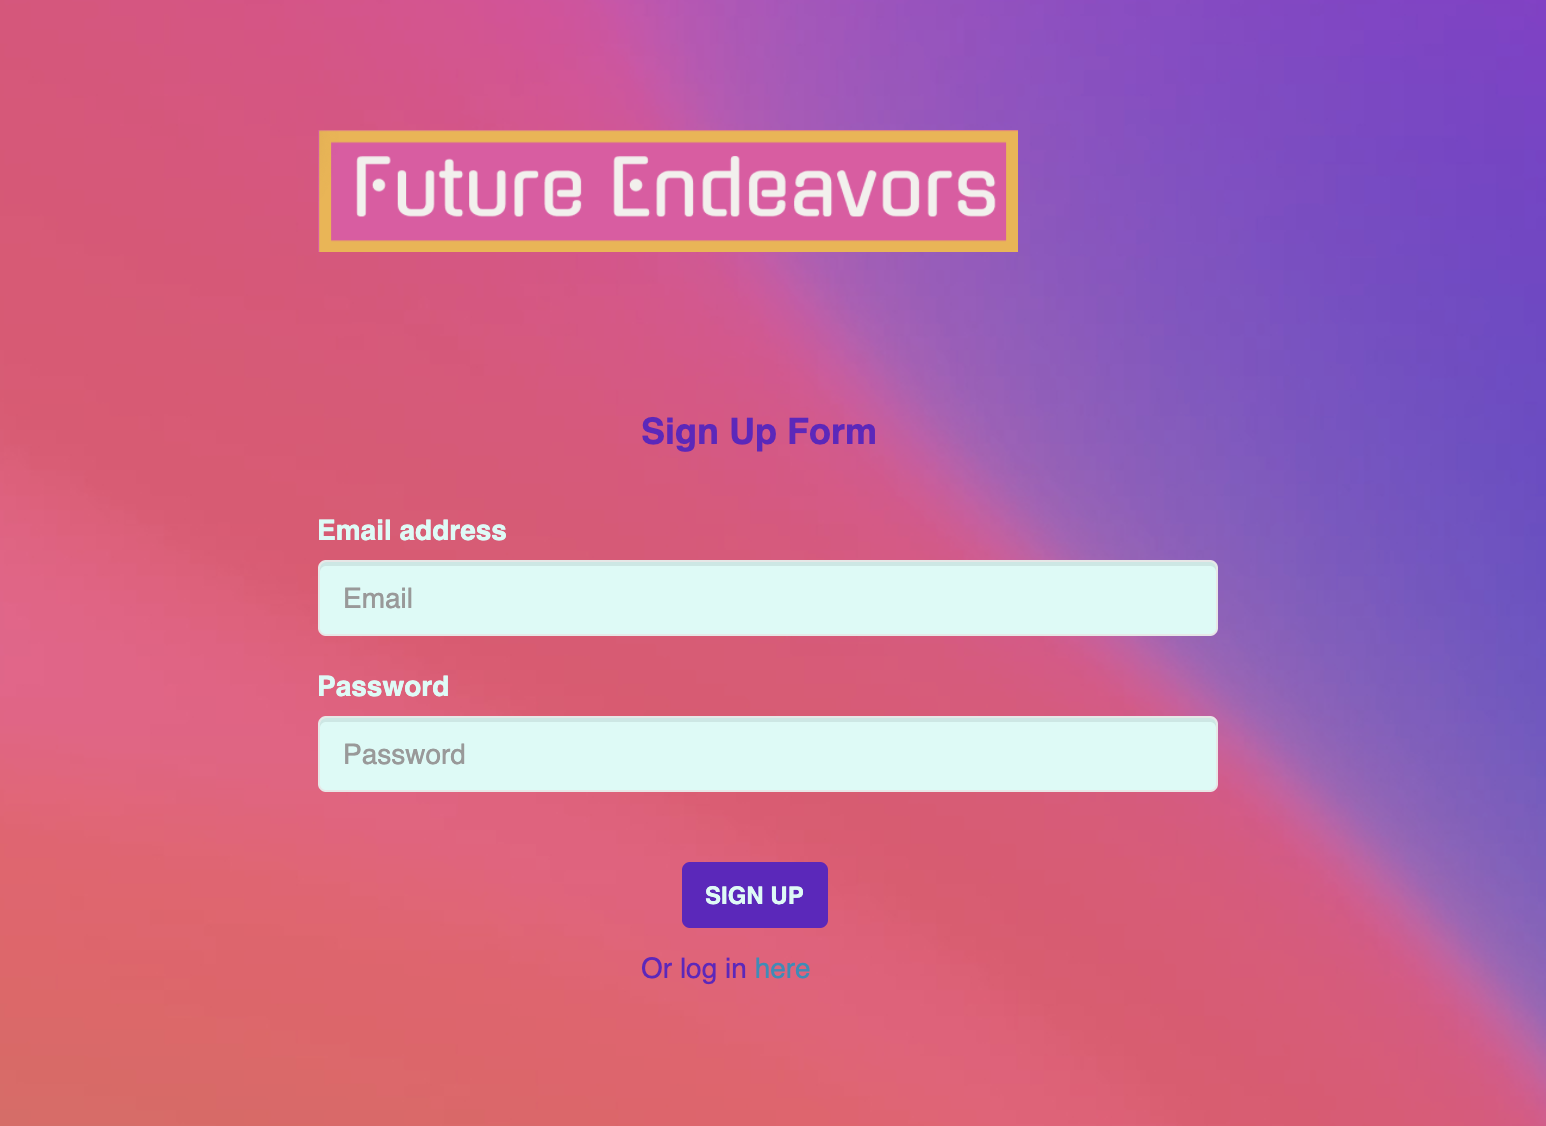 Future Endeavors
Sign Up Form
Email address
Email
Password
Password
SIGN UP
Or log in here